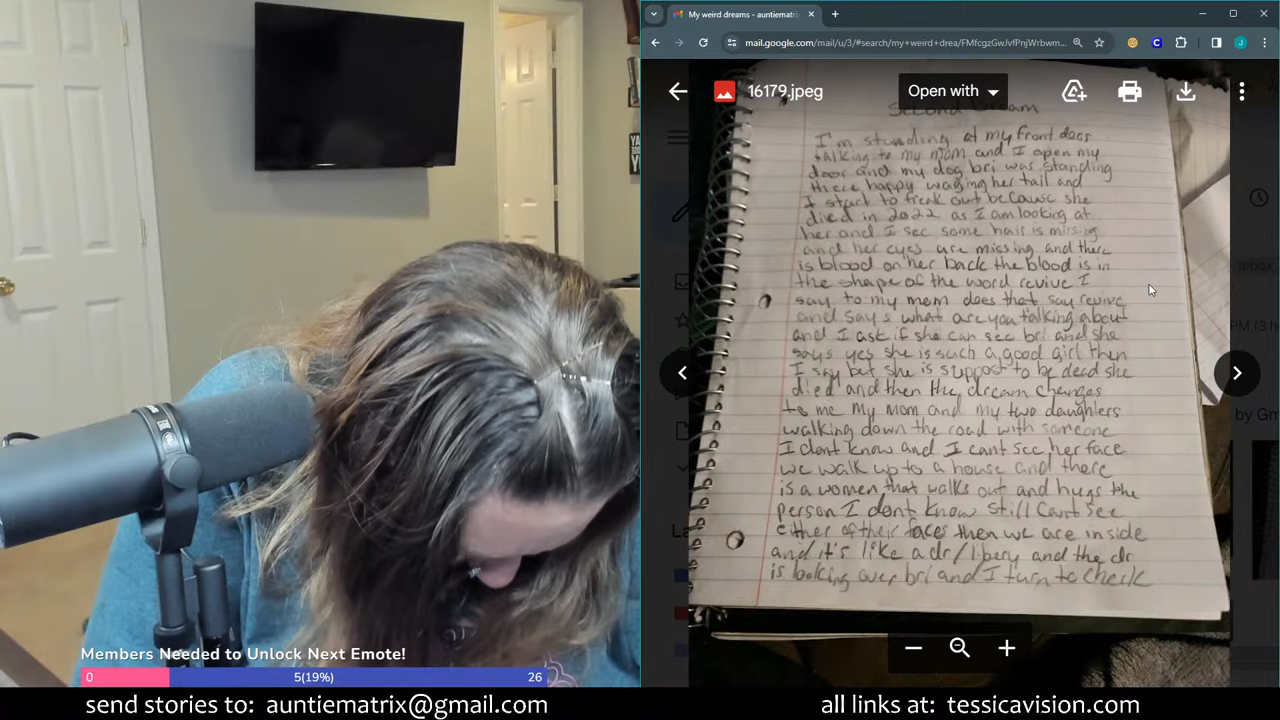 My weird dreams - auntiematri
mail.google.com/mail/u/3/#search/my+weird+drea/FMfcgzGwJvfPnjWrbwm...
16179.jpeg
Open with
Second Dream
I'm standing at my front door
talking to my mom and I open my
door and my dog bri was standing
there happy waging her tail and
I start to freak out because she
died in 2022 as I am looking at
her and I see some hair is missing
and her eyes are missing and there
is blood on her back the blood is in
the shape of the word revive I
say to my mom does that say revive
and says what are you talking about
and I ask if she can see bri and she
says yes she is such a good girl then
I say but she is suppost to be dead she
died and then the dream changes
to me my mom and my two daughters
walking down the road with someone
I dont know and I cant see her face
we walk up to a house and there
is a women that walks out and hugs the
person I dont know still cant see
either of their faces then we are inside
and it's like a dr/libery and the dr
is looking over bri and I turn to check
Members Needed to Unlock Next Emote!
0 5(19%) 26
send stories to: auntiematrix@gmail.com
all links at: tessicavision.com